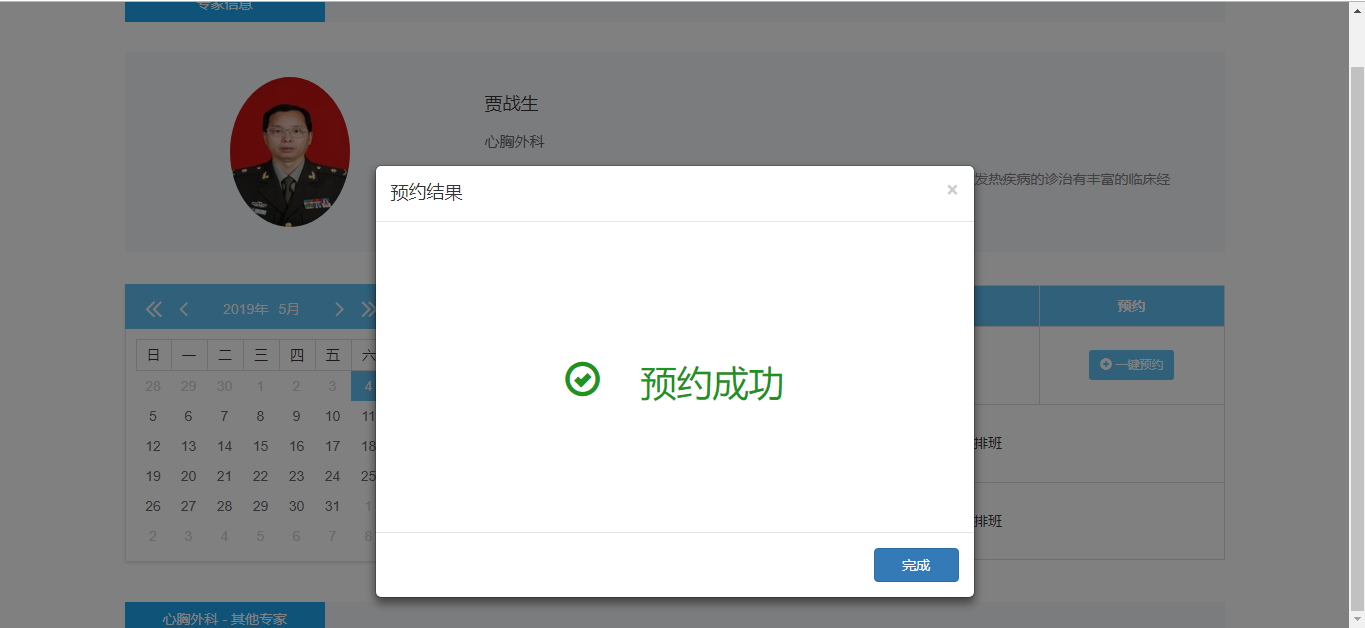 专家信息
贾战生
心胸外科
发热疾病的诊治有丰富的临床经
预约结果
×
预约成功
完成
2019年 5月
日 一 二 三 四 五 六
28 29 30 1 2 3 4
5 6 7 8 9 10 11
12 13 14 15 16 17 18
19 20 21 22 23 24 25
26 27 28 29 30 31 1
2 3 4 5 6 7 8
预约
一键预约
排班
排班
心胸外科 - 其他专家